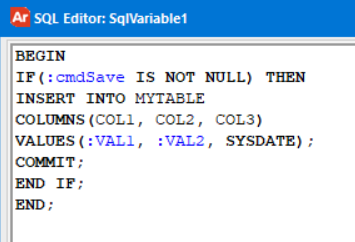 Ar SQL Editor: SqlVariable1
BEGIN
IF(:cmdSave IS NOT NULL) THEN
INSERT INTO MYTABLE
COLUMNS(COL1, COL2, COL3)
VALUES(:VAL1, :VAL2, SYSDATE);
COMMIT;
END IF;
END;